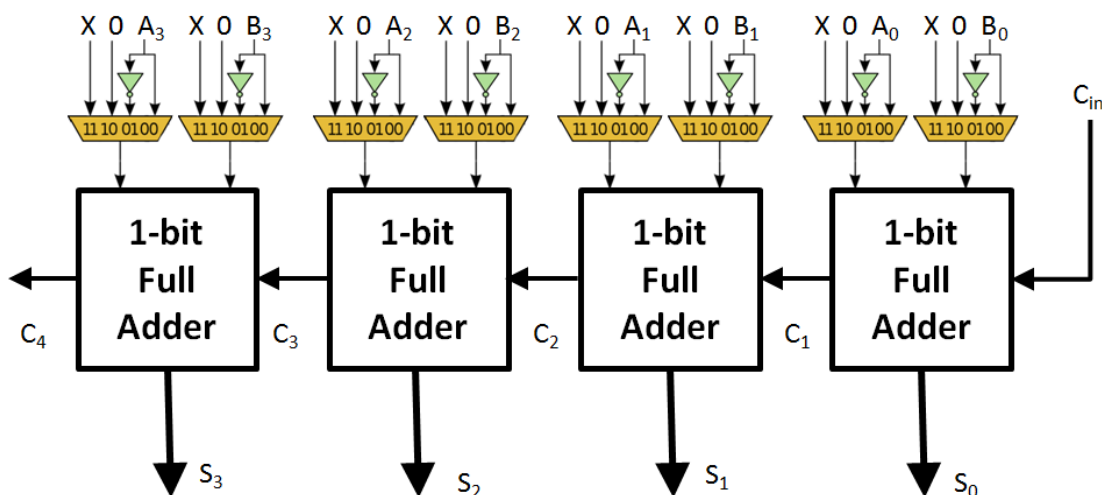 X 0 A₃ X 0 B₃ X 0 A₂ X 0 B₂ X 0 A₁ X 0 B₁ X 0 A₀ X 0 B₀
Cᵢₙ
11 10 01 00 11 10 01 00 11 10 01 00 11 10 01 00 11 10 01 00 11 10 01 00 11 10 01 00 11 10 01 00
1-bit 1-bit 1-bit 1-bit
Full Full Full Full
Adder Adder Adder Adder
C₄ C₃ C₂ C₁
S₃ S₂ S₁ S₀